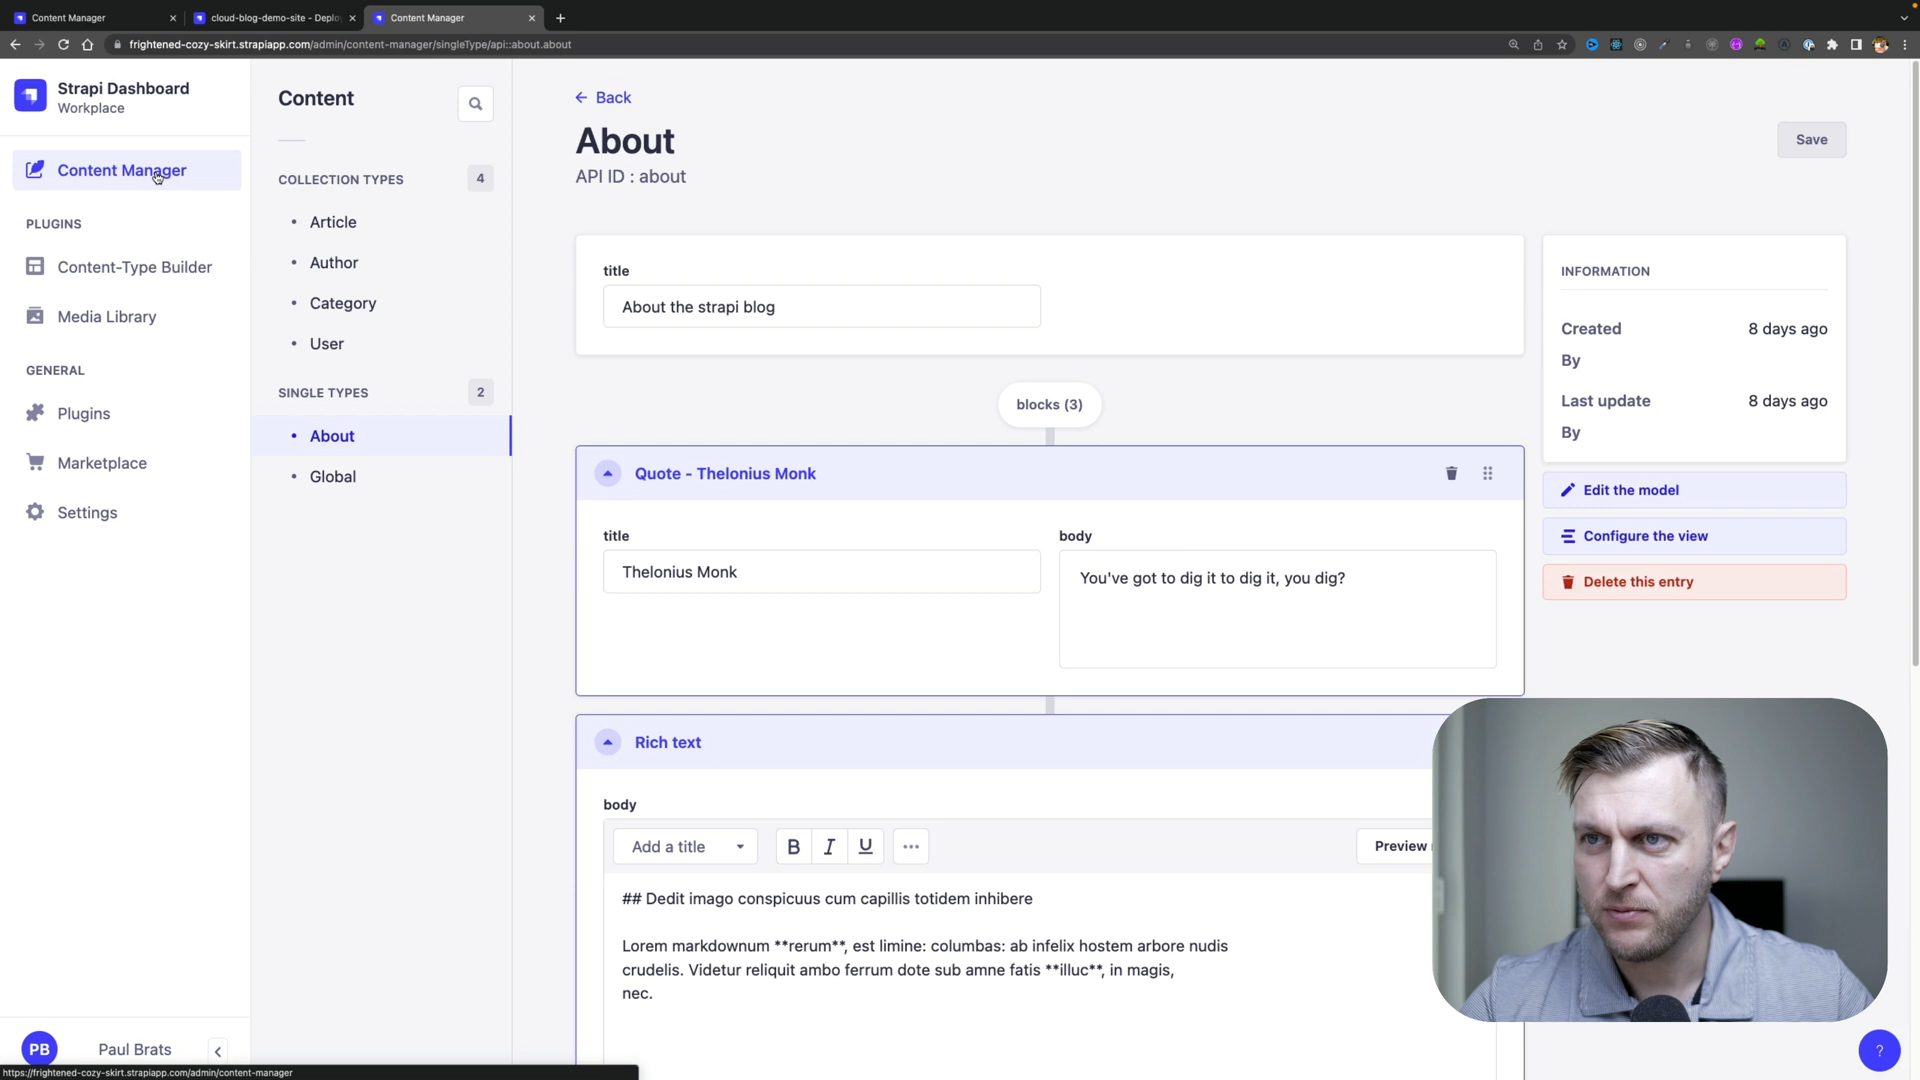 Content Manager
cloud-blog-demo-site - Deplo
Content Manager
frightened-cozy-skirt.strapiapp.com/admin/content-manager/singleType/api::about.about
Strapi Dashboard
Workplace
Content Manager
PLUGINS
Content-Type Builder
Media Library
GENERAL
Plugins
Marketplace
Settings
PB
Paul Brats
https://frightened-cozy-skirt.strapiapp.com/admin/content-manager
Content
COLLECTION TYPES
4
Article
Author
Category
User
SINGLE TYPES
2
About
Global
Back
About
API ID : about
Save
title
About the strapi blog
blocks (3)
Quote - Thelonius Monk
title
Thelonius Monk
body
You've got to dig it to dig it, you dig?
Rich text
body
Add a title
B
I
U
Preview
## Dedit imago conspicuus cum capillis totidem inhibere
Lorem markdownum **rerum**, est limine: columbas: ab infelix hostem arbore nudis
crudelis. Videtur reliquit ambo ferrum dote sub amne fatis **illuc**, in magis,
nec.
INFORMATION
Created
8 days ago
By
Last update
8 days ago
By
Edit the model
Configure the view
Delete this entry
?